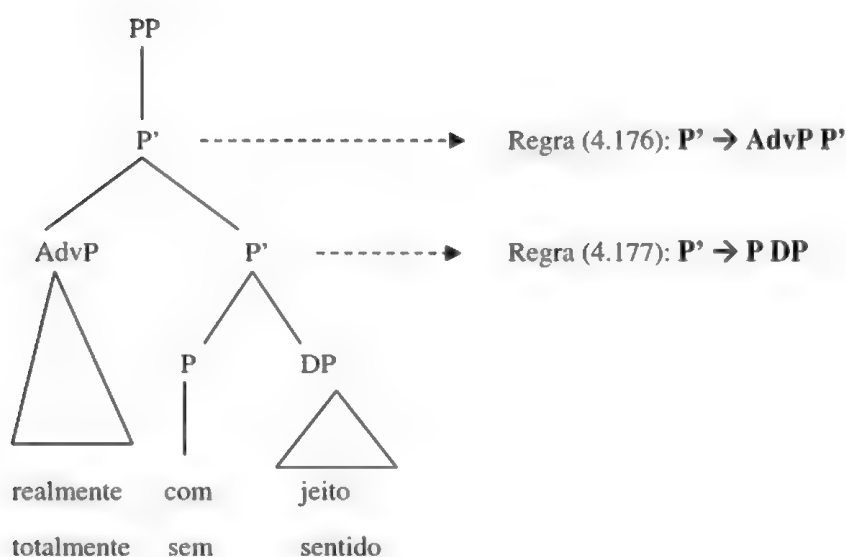 PP
P' Regra (4.176): P' → AdvP P'
AdvP P' Regra (4.177): P' → P DP
P DP
realmente com jeito
totalmente sem sentido